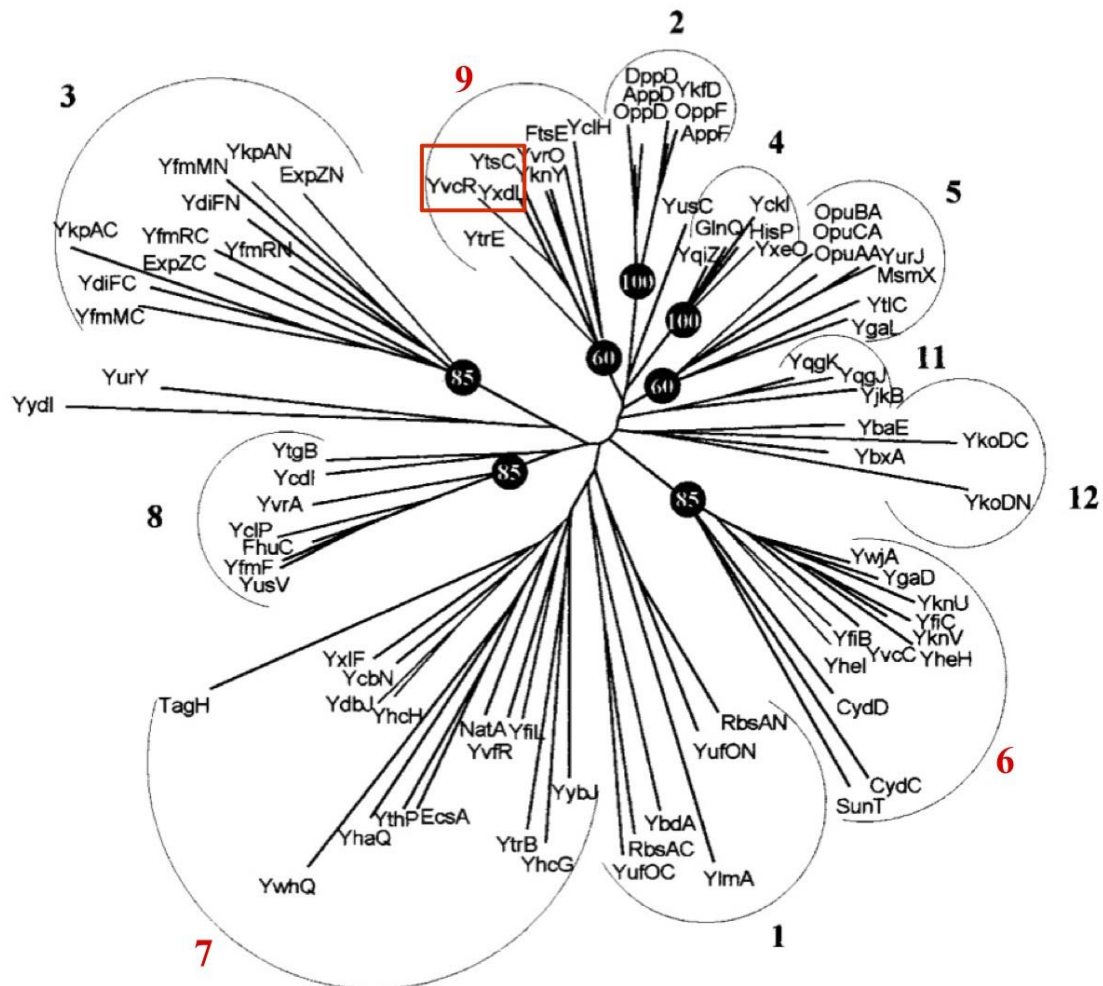 2
9
3
DppD
AppD YkfD
OppD OppF
AppF
FtsE YclH
YtsC YvrO
YknY
YvcR YxdL
YtrE
4
YusC YckI
GlnQ HisP
YqiZ YxeO
5
OpuBA
OpuCA
OpuAA YurJ
MsmX
YtlC
YgaL
YkpAN
YfmMN ExpZN
YdiFN
YkpAC YfmRC YfmRN
ExpZC
YdiFC
YfmMC
100
100
60
60
85
11
YqgK
YqgJ
YjkB
YurY
YydI
YbaE YkoDC
YbxA
YkoDN
12
YtgB
YcdI
YvrA
8
YclP
FhuC
YfmF
YusV
85
85
YwjA
YgaD
YknU
YfiC
YfiB YknV
YvcC YheH
YheI
CydD
CydC
SunT
6
YxlF
YcbN
TagH YdbJ
YhcH
NatA YfiL
YvfR
YybJ
YthP EcsA
YhaQ YtrB
YhcG
YwhQ
7
RbsAN
YufON
YbdA
RbsAC
YufOC YlmA
1